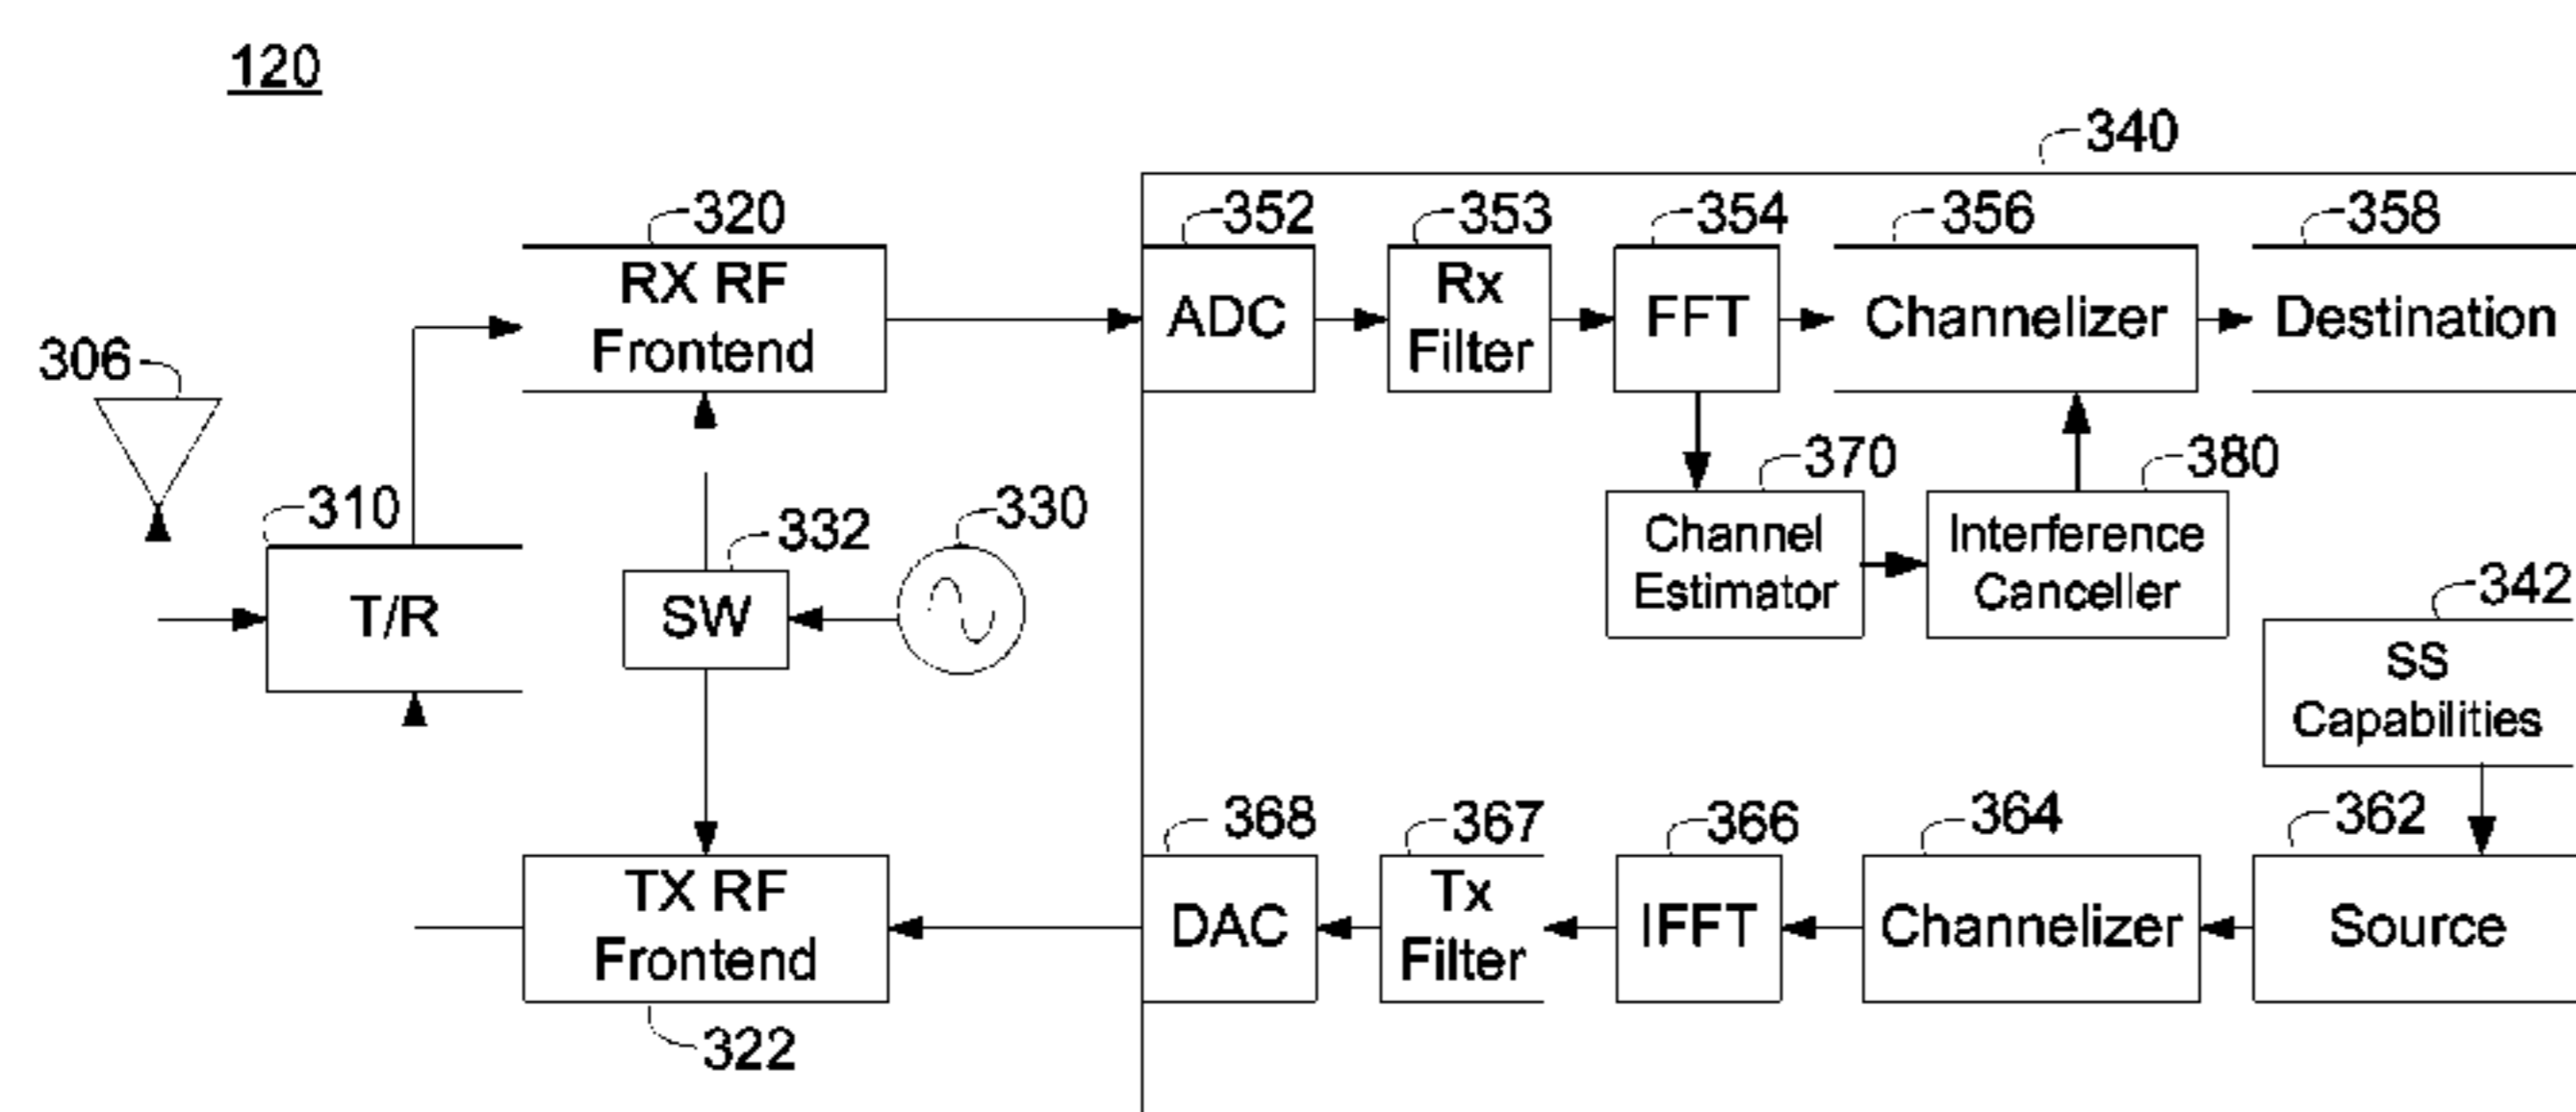 120
340
320
352
353
354
356
358
RX RF
Frontend
ADC
Rx
Filter
FFT
Channelizer
Destination
306
310
332
330
370
380
T/R
SW
Channel
Estimator
Interference
Canceller
342
SS
Capabilities
368
367
366
364
362
TX RF
Frontend
DAC
Tx
Filter
IFFT
Channelizer
Source
322